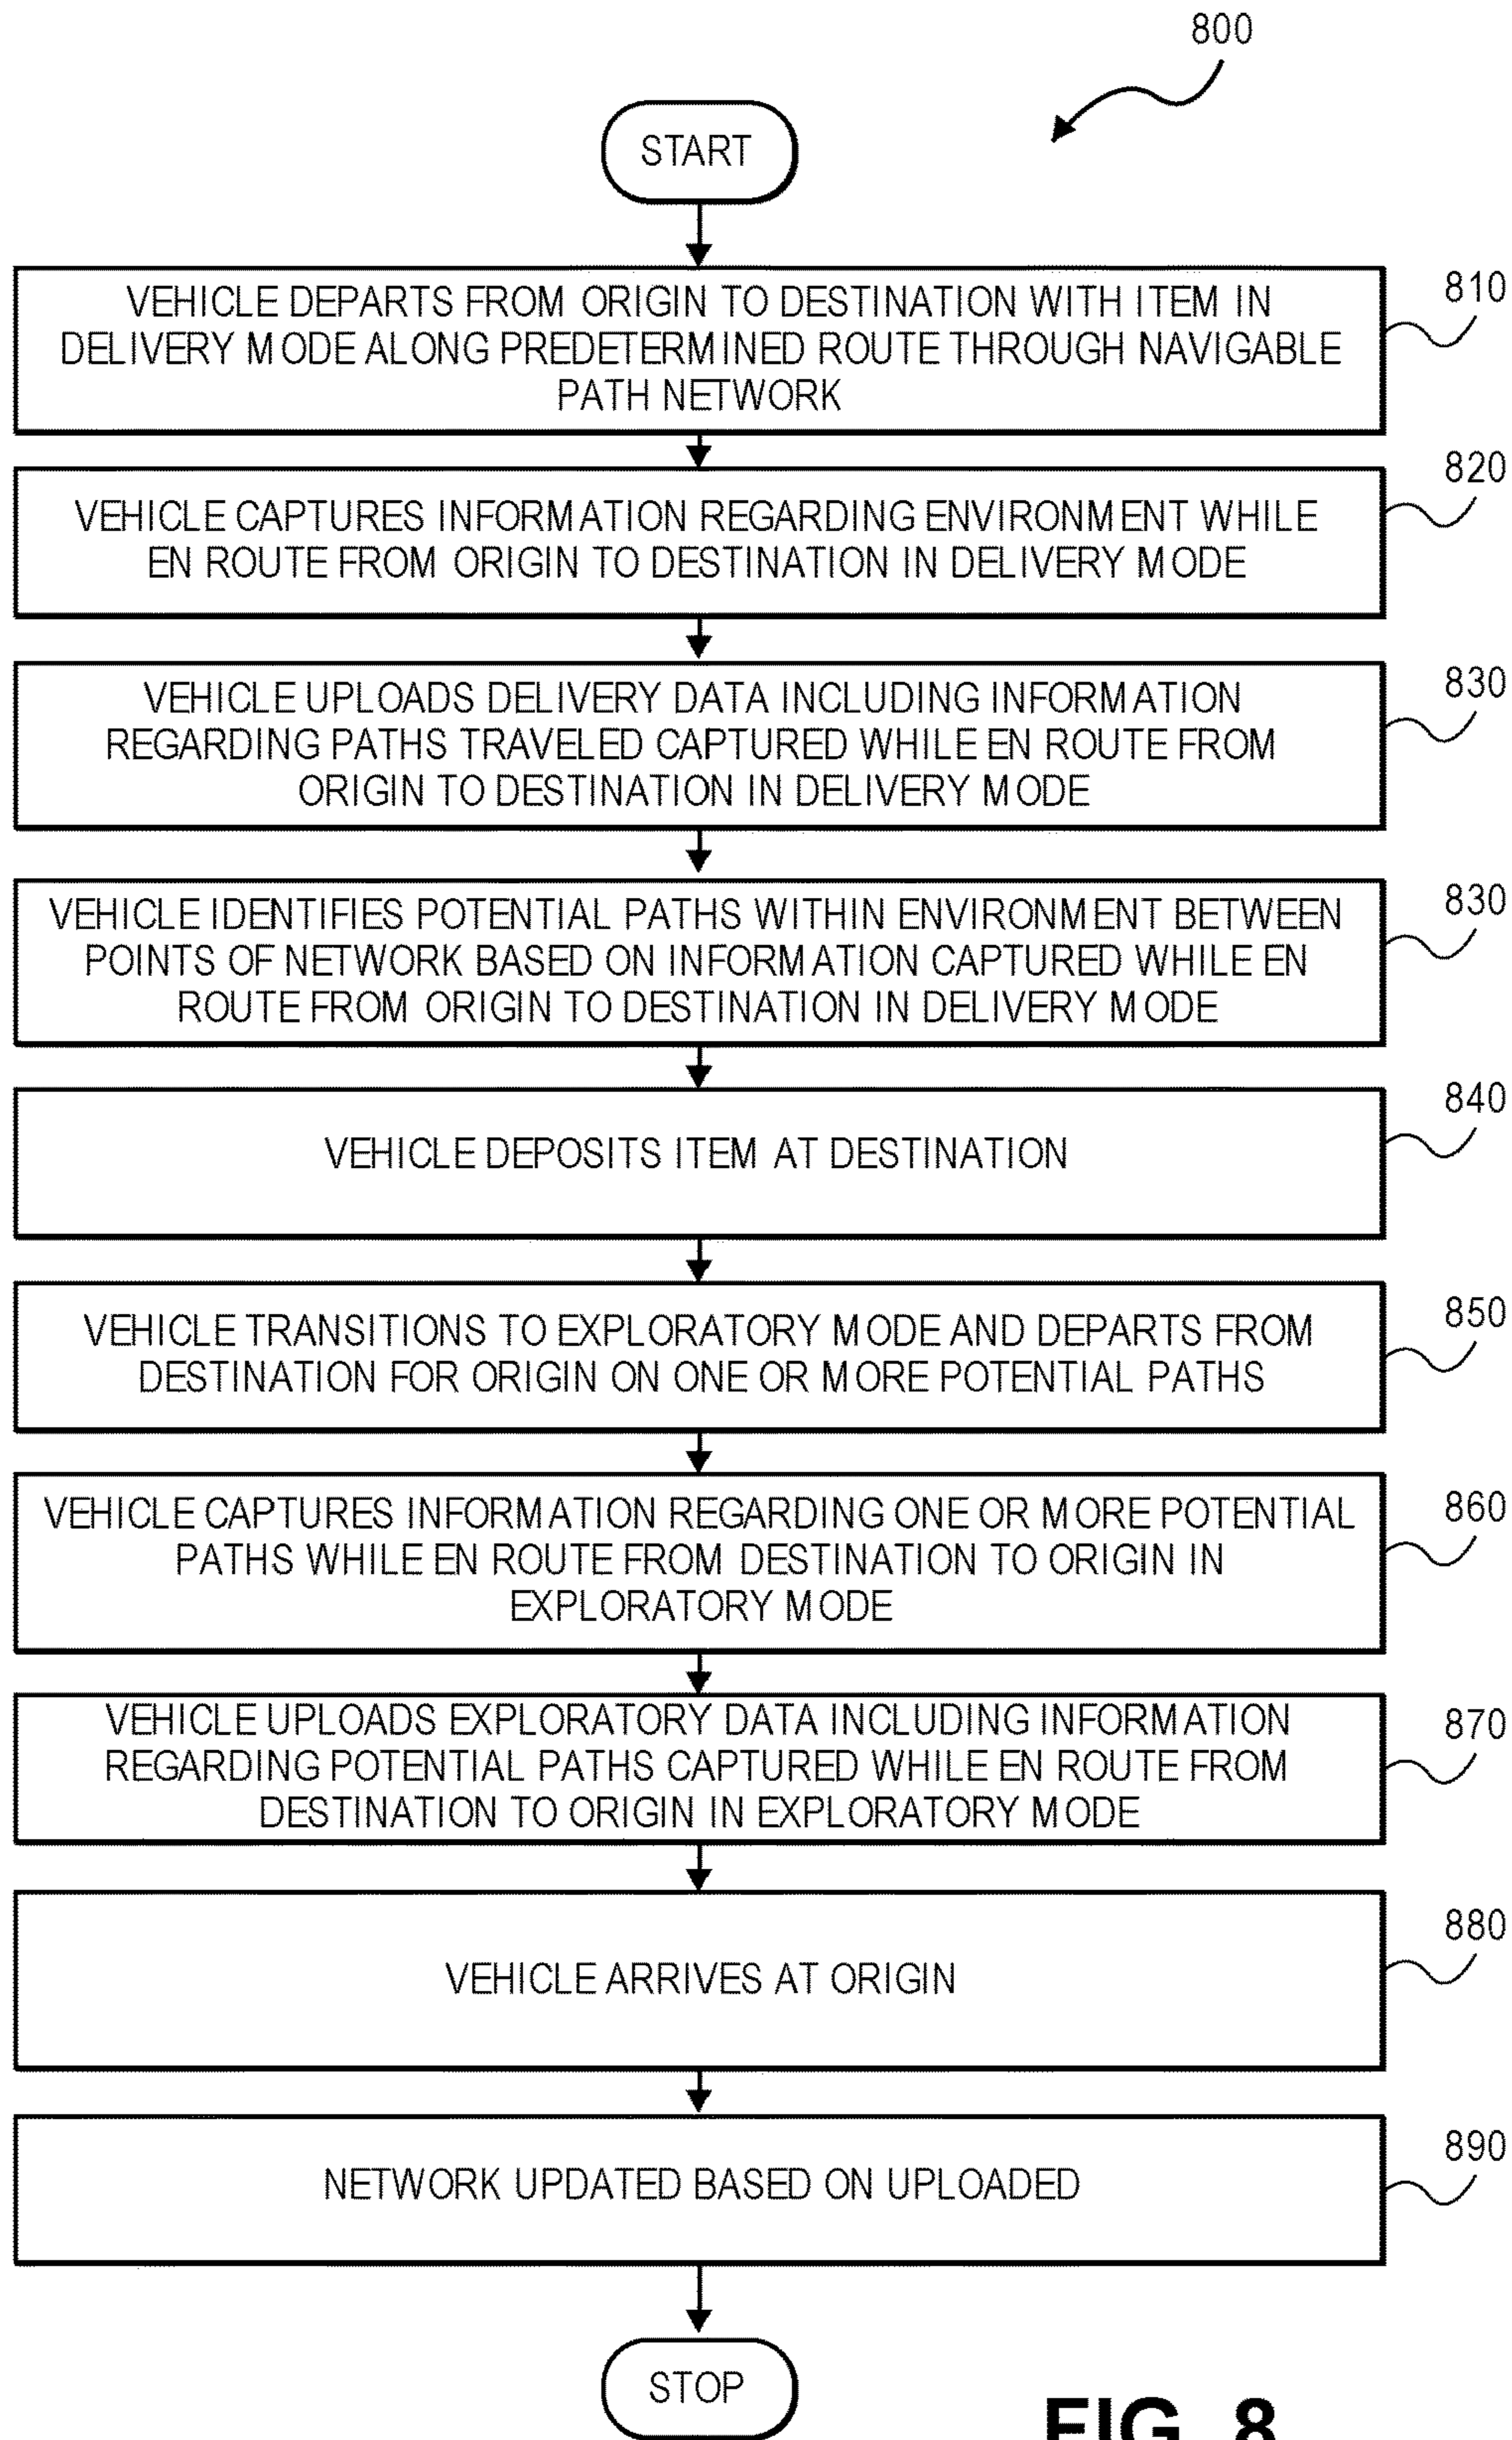 800
START
VEHICLE DEPARTS FROM ORIGIN TO DESTINATION WITH ITEM IN
DELIVERY MODE ALONG PREDETERMINED ROUTE THROUGH NAVIGABLE
PATH NETWORK
810
VEHICLE CAPTURES INFORMATION REGARDING ENVIRONMENT WHILE
EN ROUTE FROM ORIGIN TO DESTINATION IN DELIVERY MODE
820
VEHICLE UPLOADS DELIVERY DATA INCLUDING INFORMATION
REGARDING PATHS TRAVELED CAPTURED WHILE EN ROUTE FROM
ORIGIN TO DESTINATION IN DELIVERY MODE
830
VEHICLE IDENTIFIES POTENTIAL PATHS WITHIN ENVIRONMENT BETWEEN
POINTS OF NETWORK BASED ON INFORMATION CAPTURED WHILE EN
ROUTE FROM ORIGIN TO DESTINATION IN DELIVERY MODE
830
VEHICLE DEPOSITS ITEM AT DESTINATION
840
VEHICLE TRANSITIONS TO EXPLORATORY MODE AND DEPARTS FROM
DESTINATION FOR ORIGIN ON ONE OR MORE POTENTIAL PATHS
850
VEHICLE CAPTURES INFORMATION REGARDING ONE OR MORE POTENTIAL
PATHS WHILE EN ROUTE FROM DESTINATION TO ORIGIN IN
EXPLORATORY MODE
860
VEHICLE UPLOADS EXPLORATORY DATA INCLUDING INFORMATION
REGARDING POTENTIAL PATHS CAPTURED WHILE EN ROUTE FROM
DESTINATION TO ORIGIN IN EXPLORATORY MODE
870
VEHICLE ARRIVES AT ORIGIN
880
NETWORK UPDATED BASED ON UPLOADED
890
STOP
FIG. 8